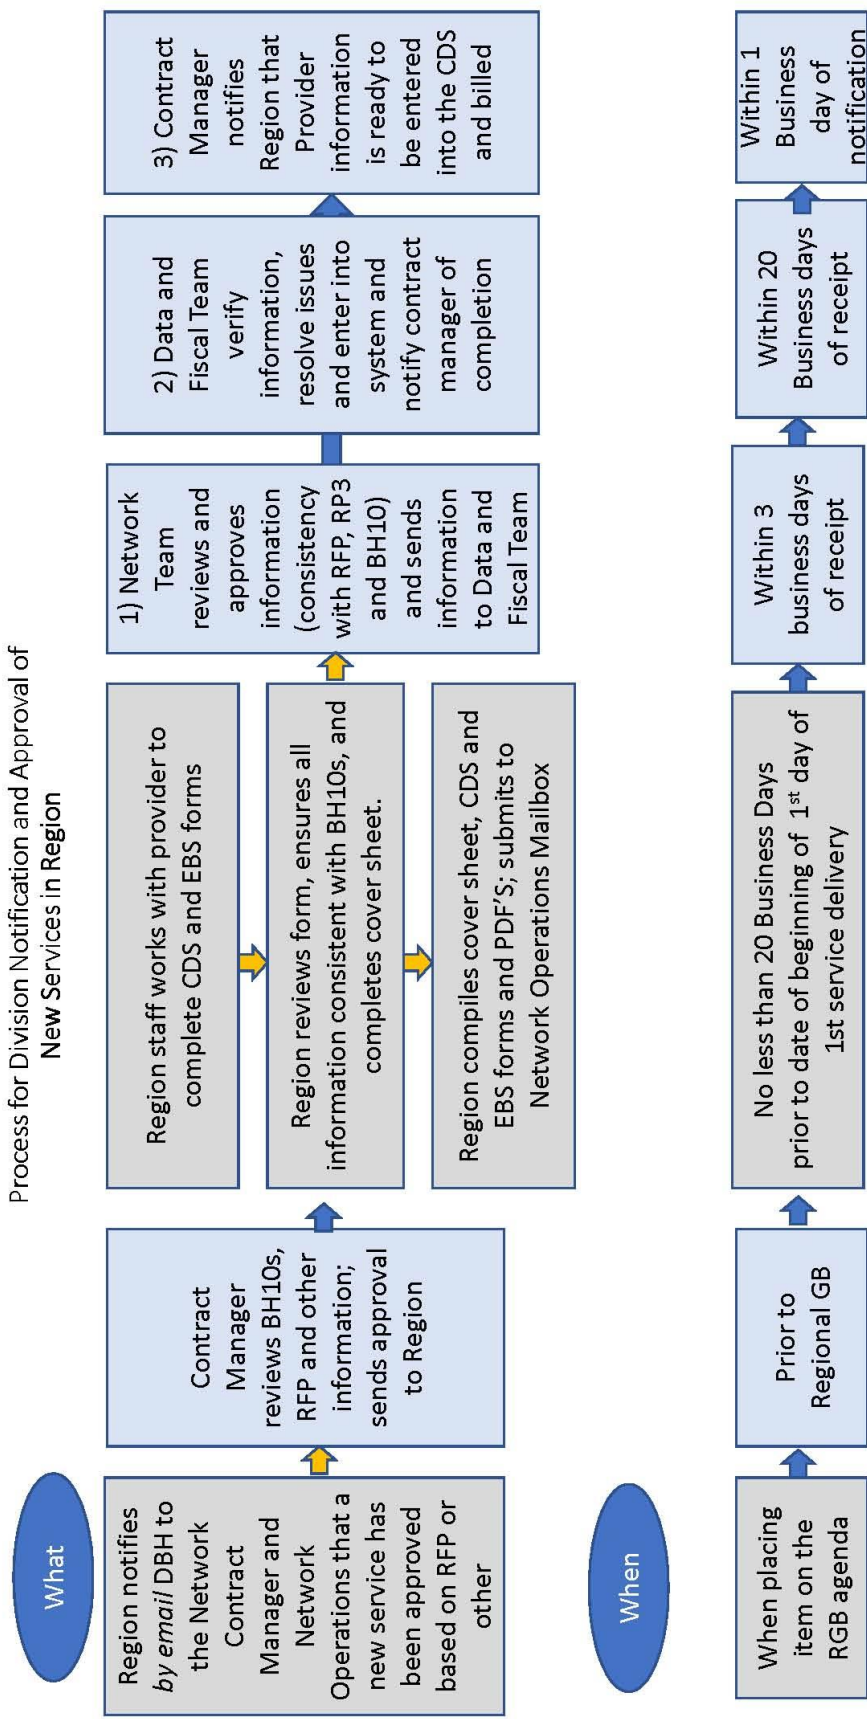 Process for Division Notification and Approval of
New Services in Region
What
Region notifies
by email DBH to
the Network
Contract
Manager and
Network
Operations that a
new service has
been approved
based on RFP or
other
Contract
Manager
reviews BH10s,
RFP and other
information;
sends approval
to Region
Region staff works with provider to
complete CDS and EBS forms
Region reviews form, ensures all
information consistent with BH10s, and
completes cover sheet.
Region compiles cover sheet, CDS and
EBS forms and PDF'S; submits to
Network Operations Mailbox
1) Network
Team
reviews and
approves
information
(consistency
with RFP, RP3
and BH10)
and sends
information
to Data and
Fiscal Team
2) Data and
Fiscal Team
verify
information,
resolve issues
and enter into
system and
notify contract
manager of
completion
3) Contract
Manager
notifies
Region that
Provider
information
is ready to
be entered
into the CDS
and billed
When
When placing
item on the
RGB agenda
Prior to
Regional GB
No less than 20 Business Days
prior to date of beginning of 1st day of
1st service delivery
Within 3
business days
of receipt
Within 20
Business days
of receipt
Within 1
Business
day of
notification